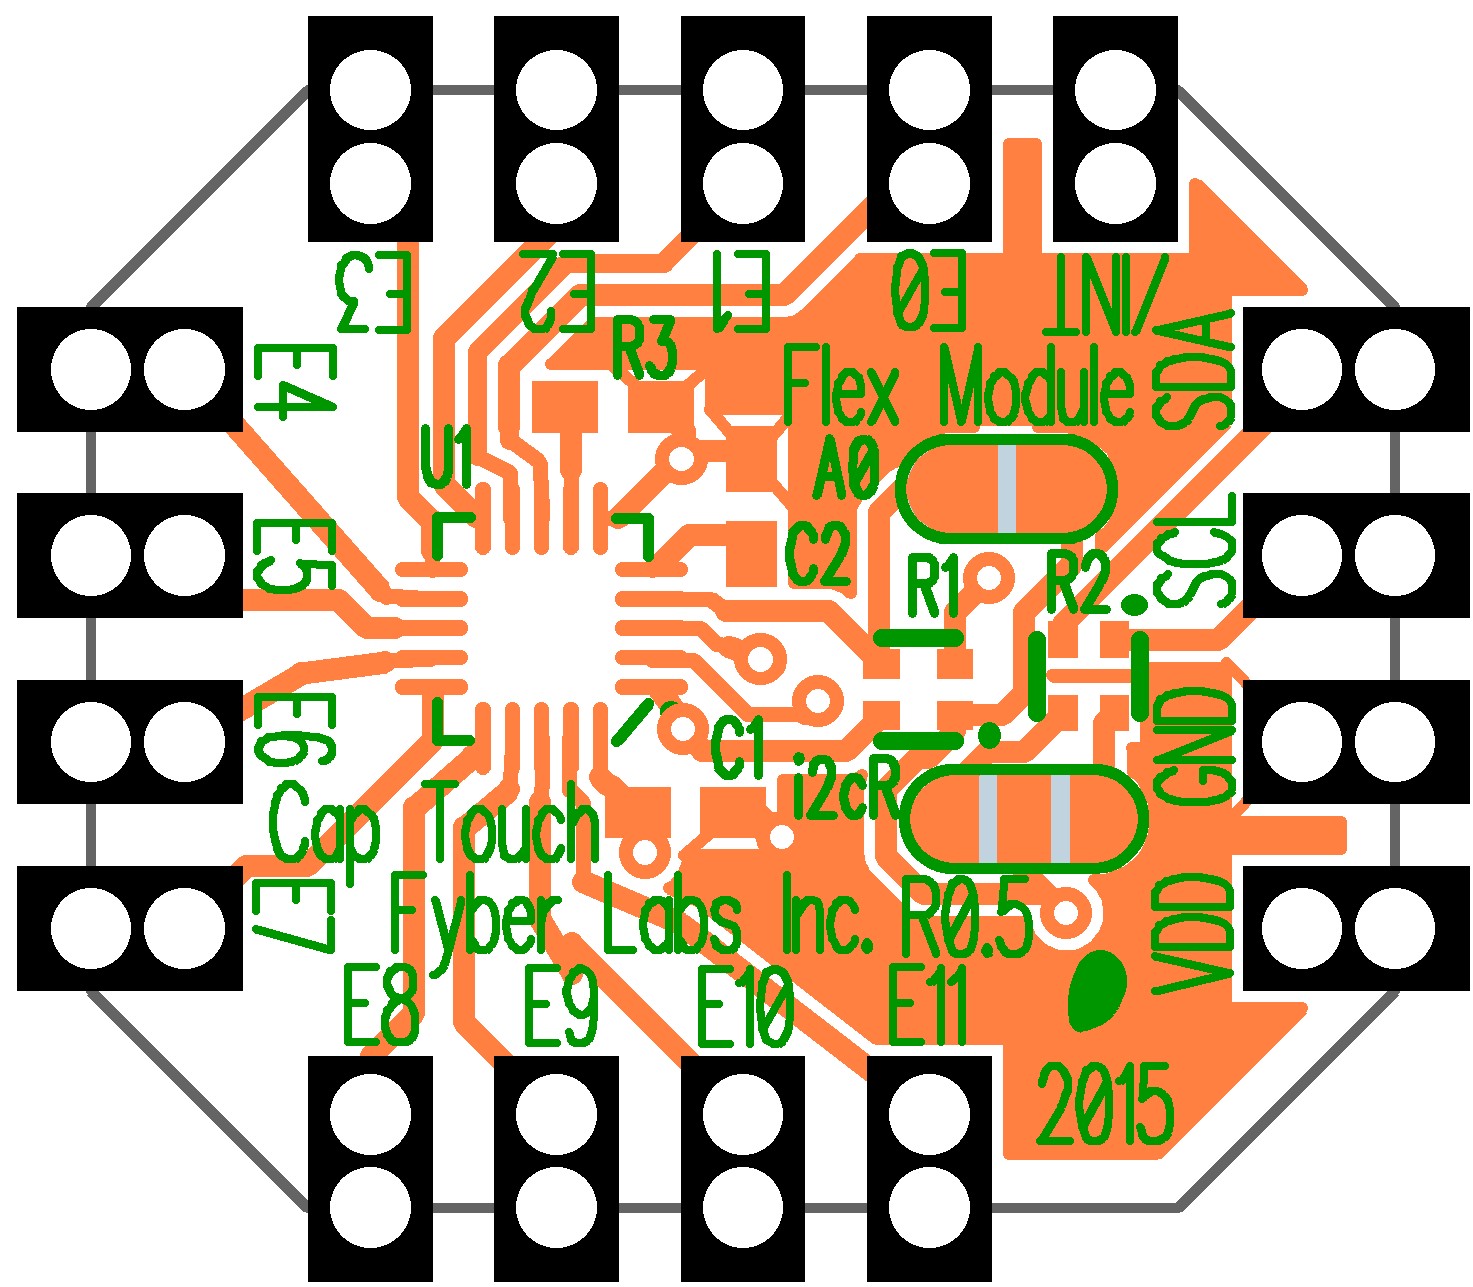 E3
E2
E1
E0
/INT
SDA
SCL
GND
VDD
E4
E5
E6
E7
R3
Flex Module
U1
A0
C2
R1
R2
C1
i2cR
Cap Touch
Fyber Labs Inc. R0.5
E8
E9
E10
E11
2015